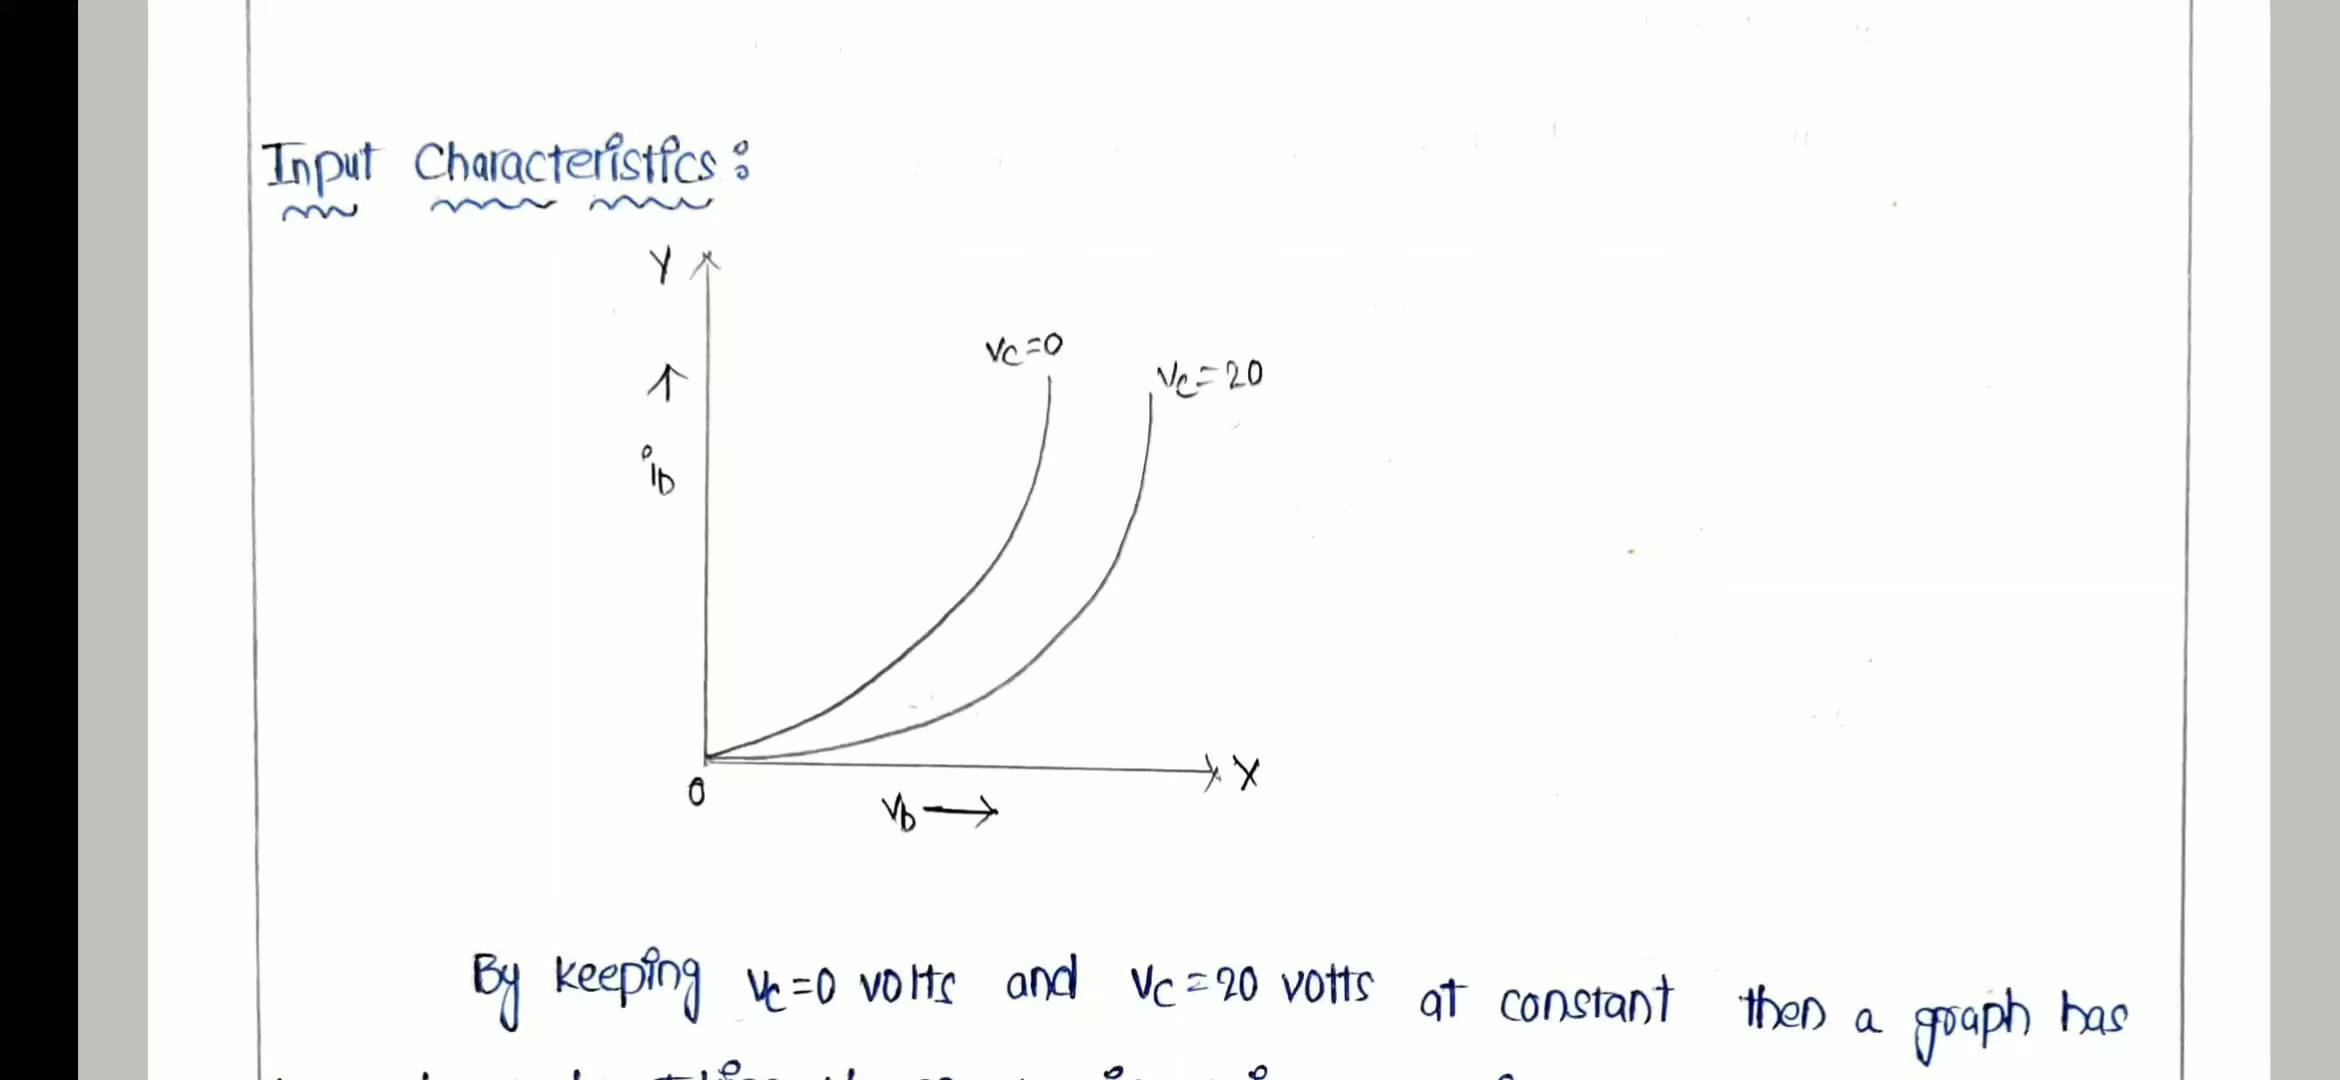 Input Characteristics:
Y
Vc=0
Vc=20
ib
0
X
Vb
By keeping Vc=0 volts and Vc=20 volts at constant then a graph has